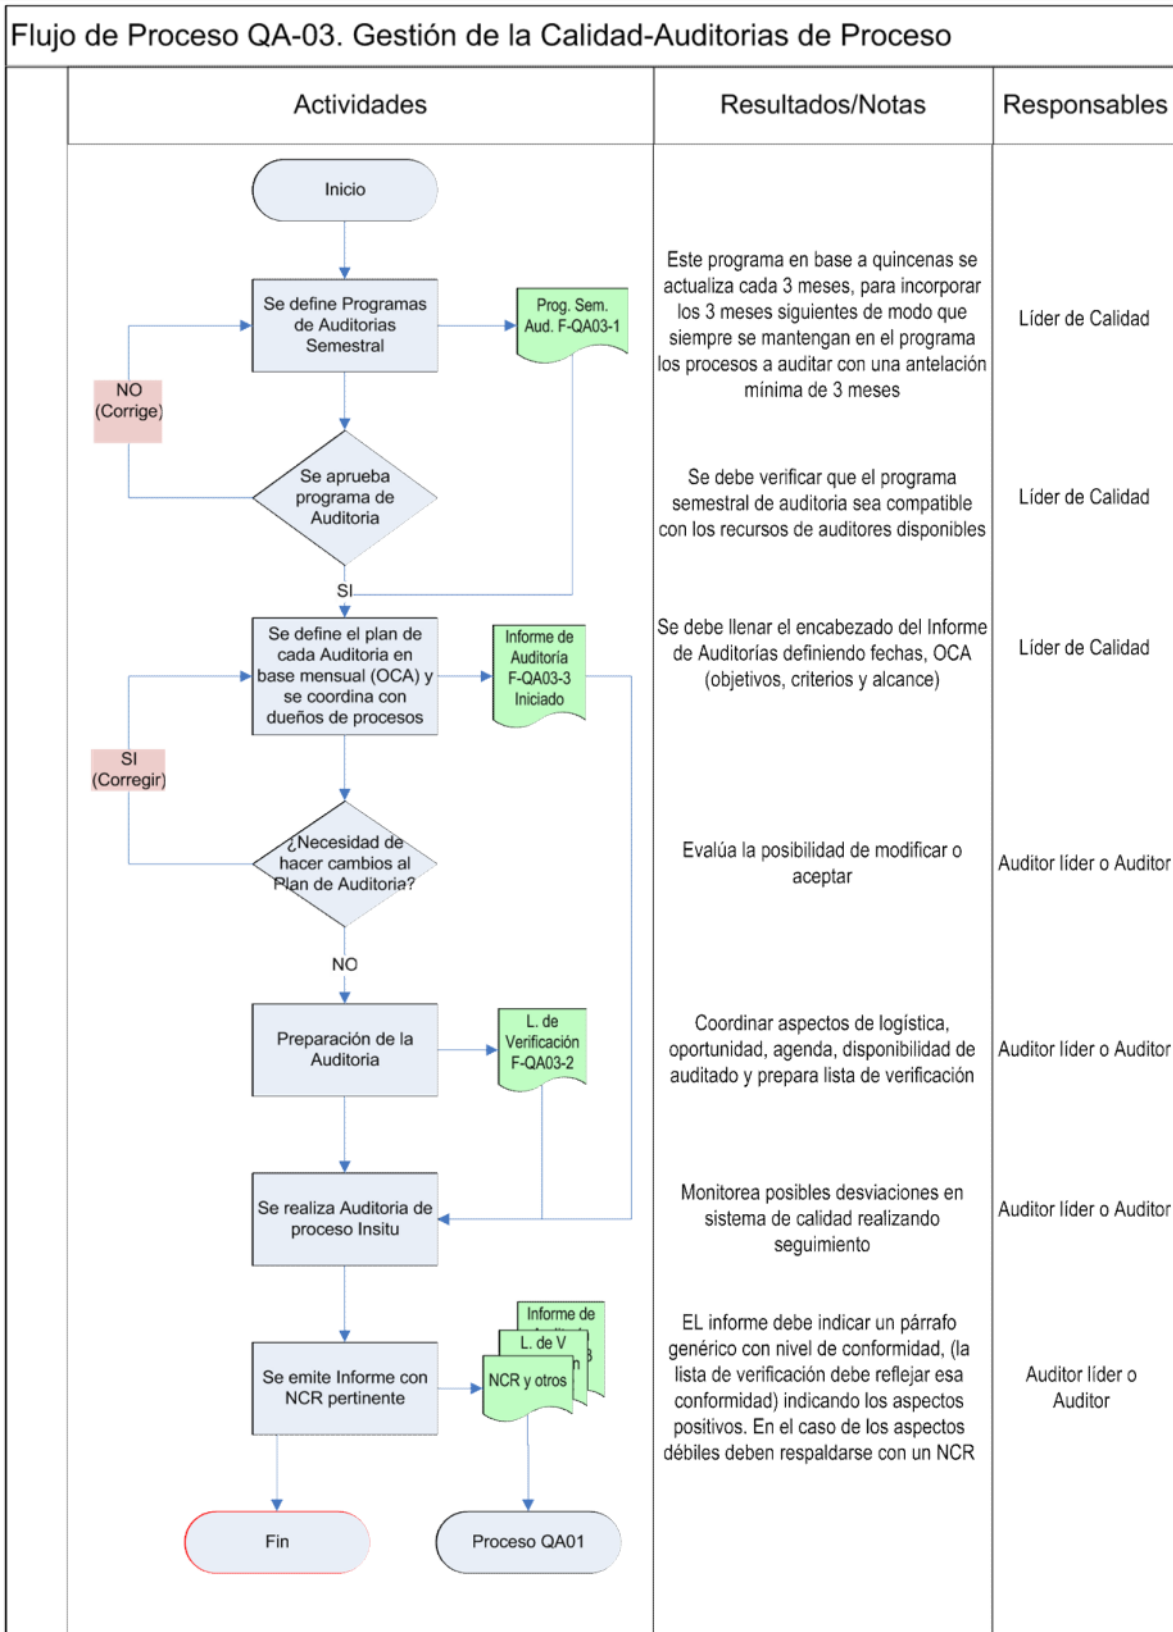 Flujo de Proceso QA-03. Gestión de la Calidad-Auditorias de Proceso
Actividades
Resultados/Notas
Responsables
Inicio
Se define Programas
de Auditorias
Semestral
Prog. Sem.
Aud. F-QA03-1
Este programa en base a quincenas se
actualiza cada 3 meses, para incorporar
los 3 meses siguientes de modo que
siempre se mantengan en el programa
los procesos a auditar con una antelación
mínima de 3 meses
Líder de Calidad
NO
(Corrige)
Se aprueba
programa de
Auditoria
Se debe verificar que el programa
semestral de auditoria sea compatible
con los recursos de auditores disponibles
Líder de Calidad
SI
Se define el plan de
cada Auditoria en
base mensual (OCA) y
se coordina con
dueños de procesos
Informe de
Auditoría
F-QA03-3
Iniciado
Se debe llenar el encabezado del Informe
de Auditorías definiendo fechas, OCA
(objetivos, criterios y alcance)
Líder de Calidad
SI
(Corregir)
¿Necesidad de
hacer cambios al
Plan de Auditoria?
Evalúa la posibilidad de modificar o
aceptar
Auditor líder o Auditor
NO
Preparación de la
Auditoria
L. de
Verificación
F-QA03-2
Coordinar aspectos de logística,
oportunidad, agenda, disponibilidad de
auditado y prepara lista de verificación
Auditor líder o Auditor
Se realiza Auditoria de
proceso Insitu
Monitorea posibles desviaciones en
sistema de calidad realizando
seguimiento
Auditor líder o Auditor
Se emite Informe con
NCR pertinente
Informe de
L. de V
NCR y otros
EL informe debe indicar un párrafo
genérico con nivel de conformidad, (la
lista de verificación debe reflejar esa
conformidad) indicando los aspectos
positivos. En el caso de los aspectos
débiles deben respaldarse con un NCR
Auditor líder o
Auditor
Fin
Proceso QA01